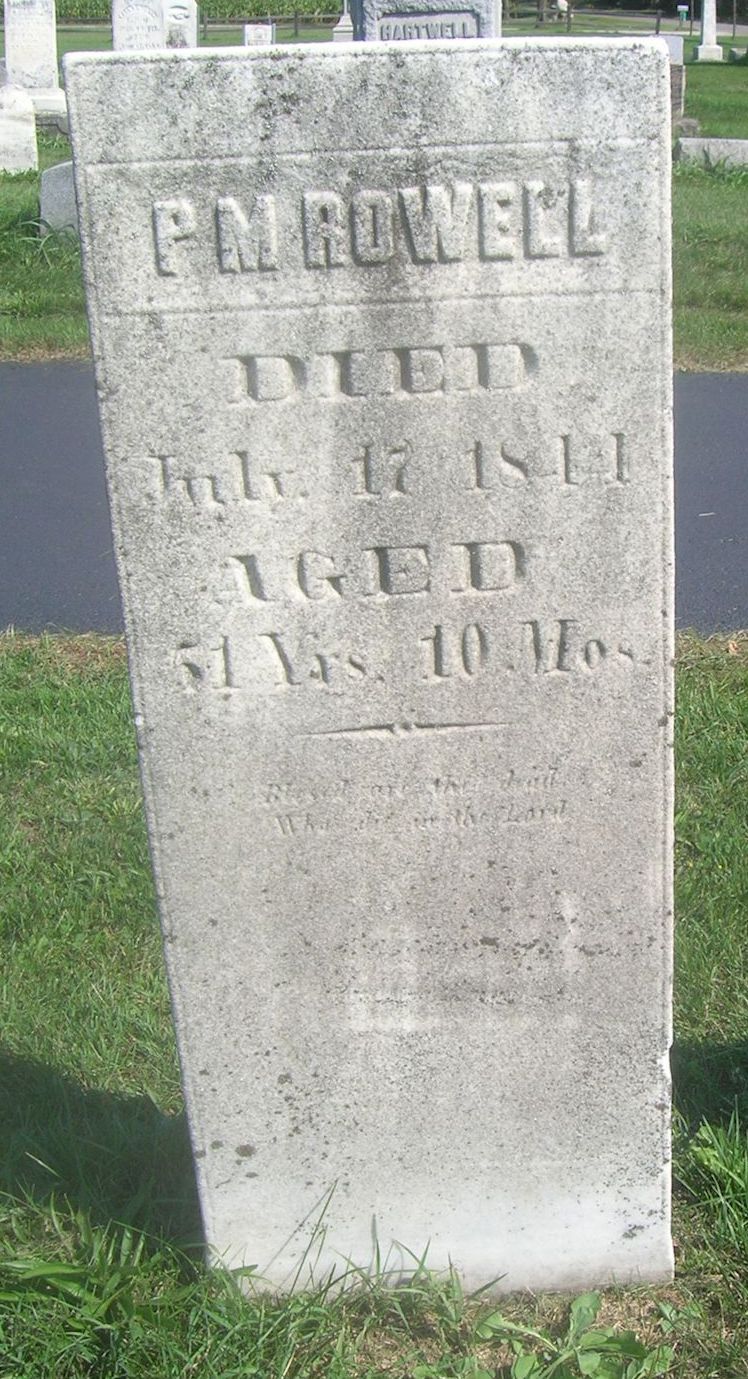 HARTWELL
P M ROWELL
DIED
July. 17 1844
AGED
51 Yrs. 10 Mos.
Blessed are the dead
Who die in the Lord